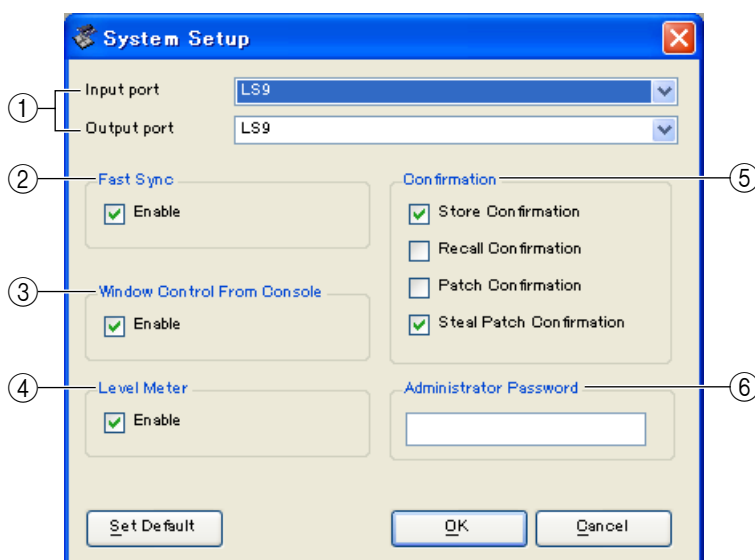 System Setup
① Input port LS9
Output port LS9
② Fast Sync
Enable
③ Window Control From Console
Enable
④ Level Meter
Enable
Confirmation ⑤
Store Confirmation
Recall Confirmation
Patch Confirmation
Steal Patch Confirmation
Administrator Password ⑥
Set Default OK Cancel